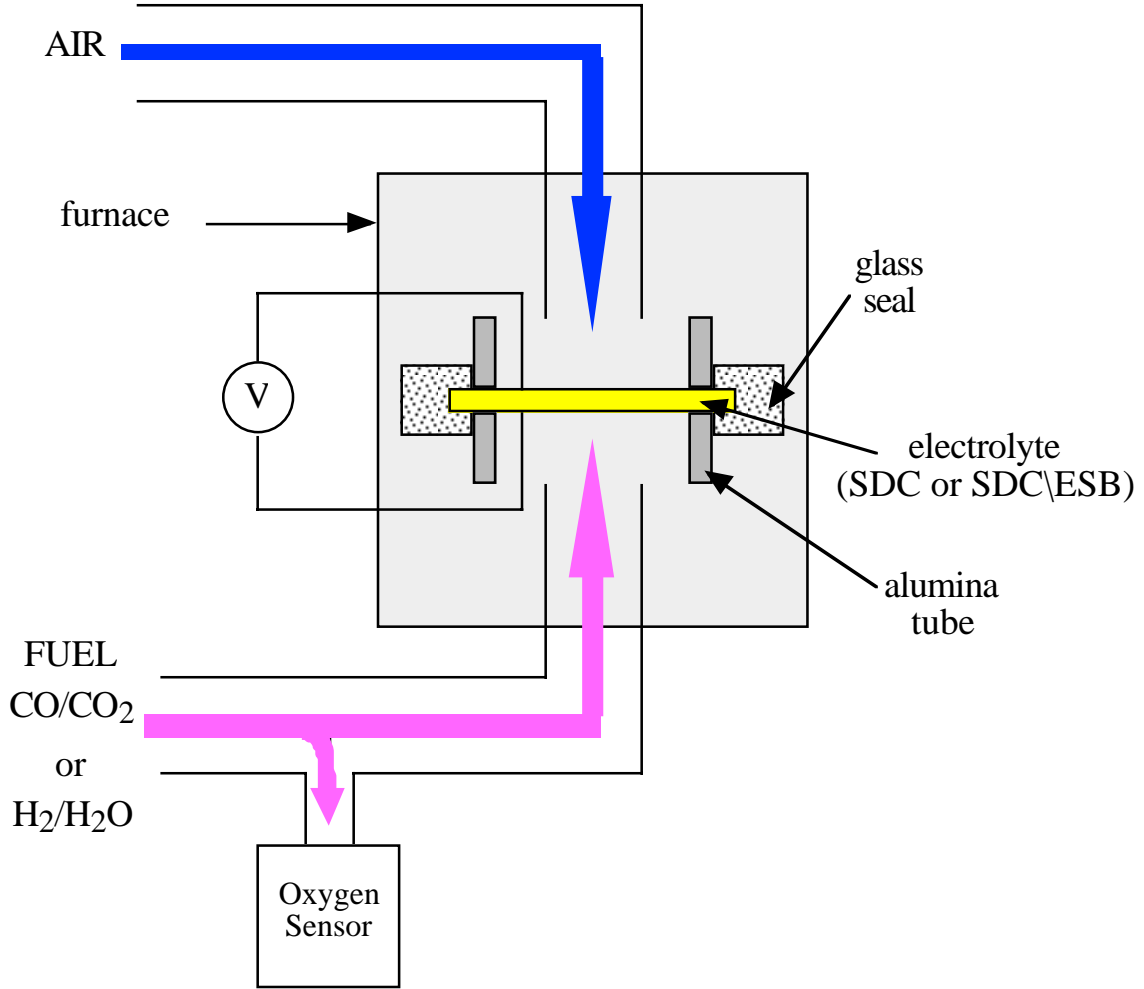 AIR
furnace
glass
seal
V
electrolyte
(SDC or SDC\ESB)
alumina
tube
FUEL
CO/CO2
or
H2/H2O
Oxygen
Sensor